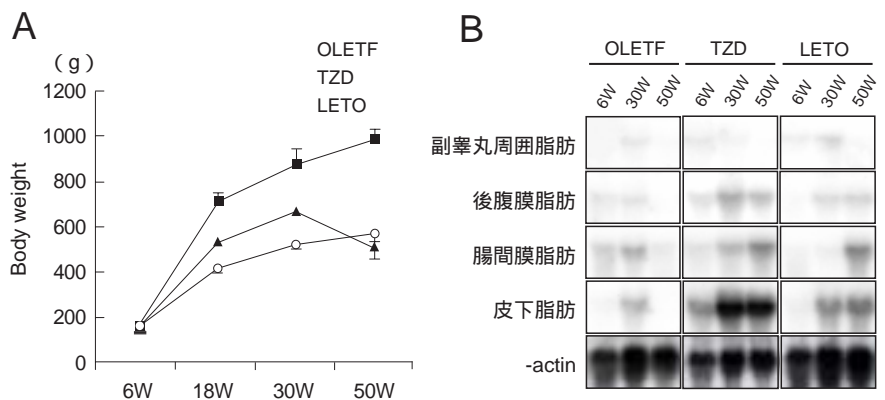 A
( g )
OLETF
TZD
LETO
1200
1000
800
600
400
200
0
Body weight
6W
18W
30W
50W
B
OLETF TZD LETO
6W 30W 50W 6W 30W 50W 6W 30W 50W
副睾丸周囲脂肪
後腹膜脂肪
腸間膜脂肪
皮下脂肪
-actin